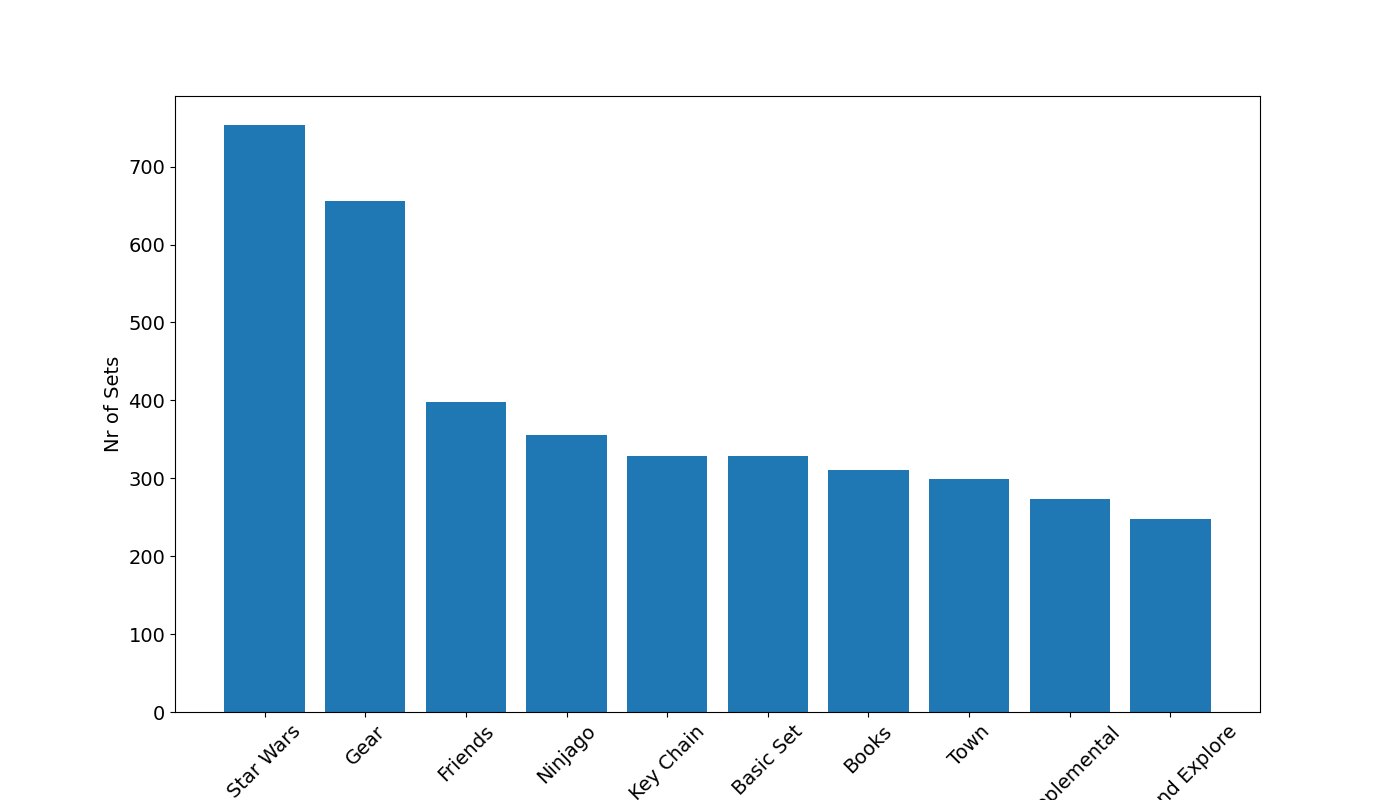 Nr of Sets
700
600
500
400
300
200
100
0
Star Wars
Gear
Friends
Ninjago
Key Chain
Basic Set
Books
Town
Explore